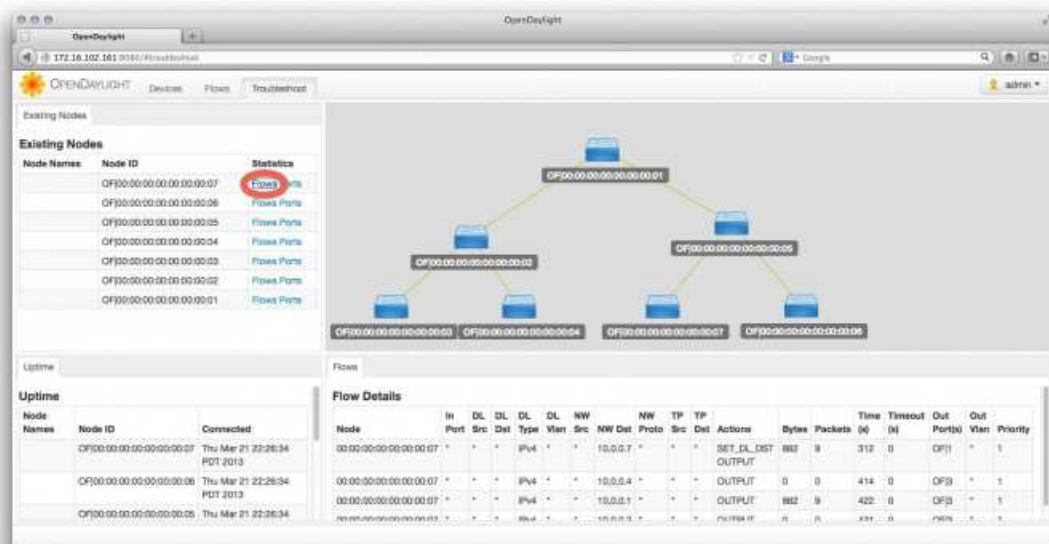 OpenDaylight
OpenDaylight
172.16.102.161:8080/#troubleshoot
Google
OPENDAYLIGHT Devices Flows Troubleshoot admin
Existing Nodes
Existing Nodes
Node Names Node ID Statistics
OF|00:00:00:00:00:00:00:07 Flows
OF|00:00:00:00:00:00:00:06 Flows Ports
OF|00:00:00:00:00:00:00:05 Flows Ports
OF|00:00:00:00:00:00:00:04 Flows Ports
OF|00:00:00:00:00:00:00:03 Flows Ports
OF|00:00:00:00:00:00:00:02 Flows Ports
OF|00:00:00:00:00:00:00:01 Flows Ports
OF|00:00:00:00:00:00:00:01
OF|00:00:00:00:00:00:00:05
OF|00:00:00:00:00:00:00:02
OF|00:00:00:00:00:00:00:03 OF|00:00:00:00:00:00:00:04 OF|00:00:00:00:00:00:00:07 OF|00:00:00:00:00:00:00:06
Uptime
Uptime
Node Names Node ID Connected
OF|00:00:00:00:00:00:00:07 Thu Mar 21 22:26:34
PDT 2013
OF|00:00:00:00:00:00:00:06 Thu Mar 21 22:26:34
PDT 2013
OF|00:00:00:00:00:00:00:05 Thu Mar 21 22:26:34
Flows
Flow Details
Node In Port DL Src DL Dst DL Type DL Vlan NW Src NW Dst NW Proto TP Src TP Dst Actions Bytes Packets Time (s) Timeout (s) Out Port(s) Out Vlan Priority
00:00:00:00:00:00:00:07 * * * IPv4 * * 10.0.0.7 * * * SET_DL_DST 882 9 312 0 OF|1 * 1
OUTPUT
00:00:00:00:00:00:00:07 * * * IPv4 * * 10.0.0.4 * * * OUTPUT 0 0 414 0 OF|3 * 1
00:00:00:00:00:00:00:07 * * * IPv4 * * 10.0.0.1 * * * OUTPUT 882 9 422 0 OF|3 * 1